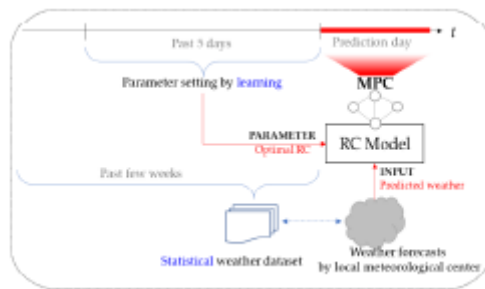 t
Past 5 days
Prediction day
Parameter setting by learning
MPC
PARAMETER
Optimal RC
RC Model
Past few weeks
INPUT
Predicted weather
Statistical weather dataset
Weather forecasts
by local meteorological center